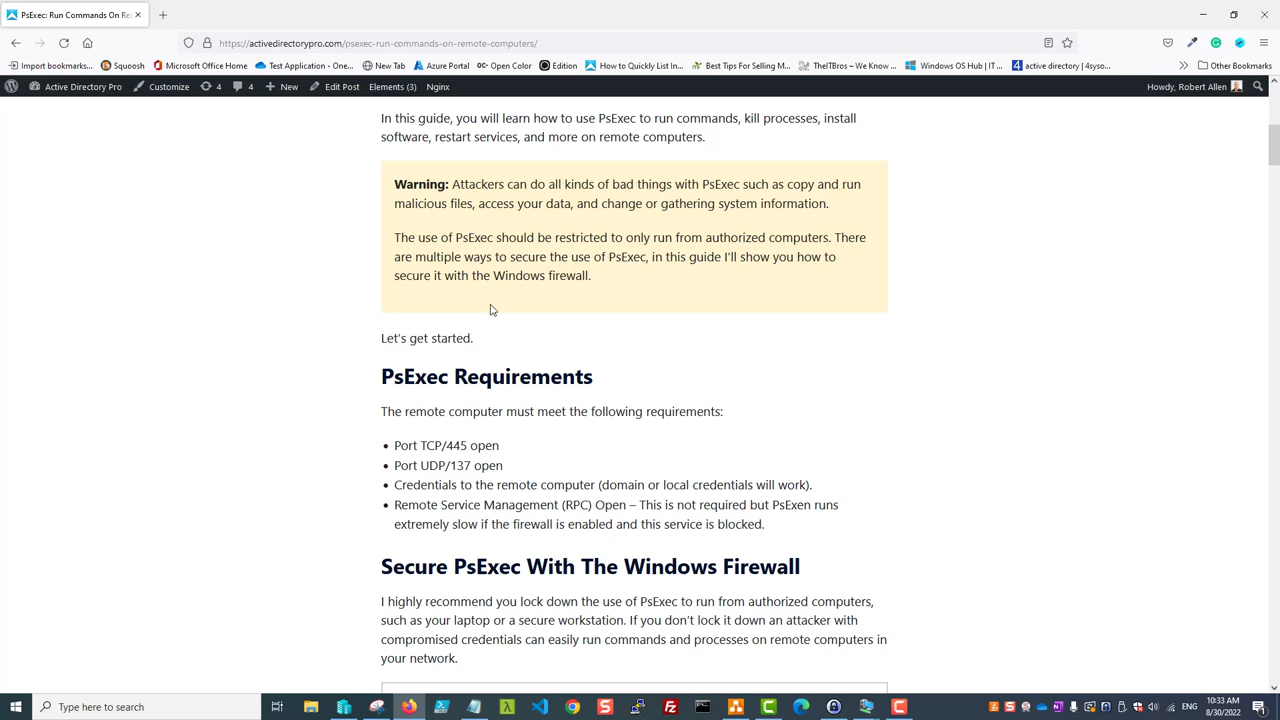 PsExec: Run Commands On Re
https://activedirectorypro.com/psexec-run-commands-on-remote-computers/
Import bookmarks...
Squoosh
Microsoft Office Home
Test Application - One...
New Tab
Azure Portal
Open Color
Edition
How to Quickly List In...
Best Tips For Selling M...
TheITBros – We Know ...
Windows OS Hub | IT ...
active directory | 4syso...
Other Bookmarks
Active Directory Pro
Customize
4
4
New
Edit Post
Elements (3)
Nginx
Howdy, Robert Allen
In this guide, you will learn how to use PsExec to run commands, kill processes, install
software, restart services, and more on remote computers.
Warning: Attackers can do all kinds of bad things with PsExec such as copy and run
malicious files, access your data, and change or gathering system information.
The use of PsExec should be restricted to only run from authorized computers. There
are multiple ways to secure the use of PsExec, in this guide I'll show you how to
secure it with the Windows firewall.
Let's get started.
PsExec Requirements
The remote computer must meet the following requirements:
Port TCP/445 open
Port UDP/137 open
Credentials to the remote computer (domain or local credentials will work).
Remote Service Management (RPC) Open – This is not required but PsExen runs
extremely slow if the firewall is enabled and this service is blocked.
Secure PsExec With The Windows Firewall
I highly recommend you lock down the use of PsExec to run from authorized computers,
such as your laptop or a secure workstation. If you don't lock it down an attacker with
compromised credentials can easily run commands and processes on remote computers in
your network.
Type here to search
10:33 AM
8/30/2022